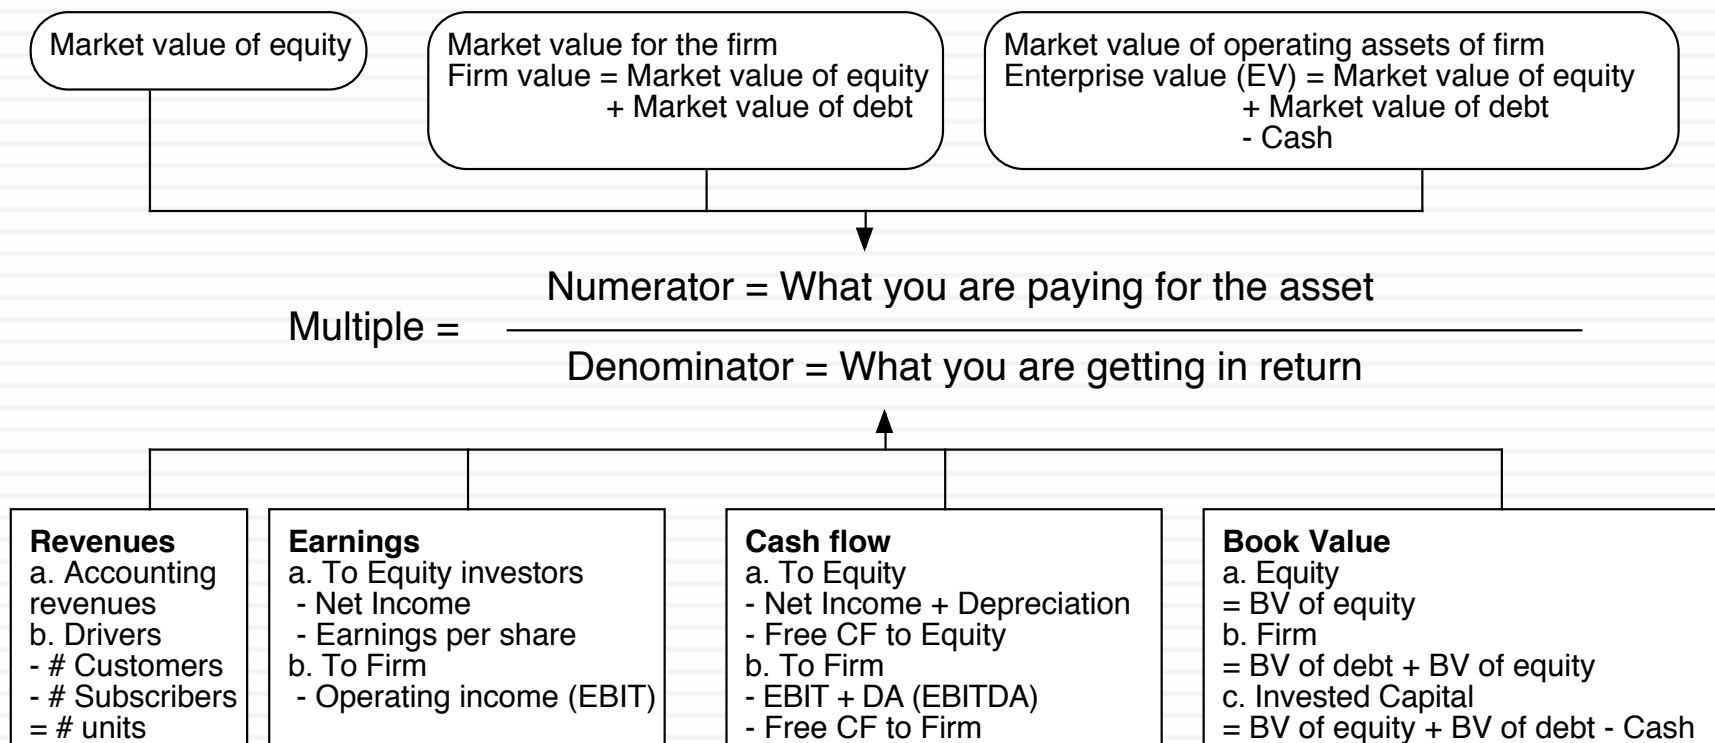 Market value of equity
Market value for the firm
Firm value = Market value of equity
+ Market value of debt
Market value of operating assets of firm
Enterprise value (EV) = Market value of equity
+ Market value of debt
- Cash
Numerator = What you are paying for the asset
Multiple =
Denominator = What you are getting in return
Revenues
a. Accounting
revenues
b. Drivers
- # Customers
- # Subscribers
= # units
Earnings
a. To Equity investors
- Net Income
- Earnings per share
b. To Firm
- Operating income (EBIT)
Cash flow
a. To Equity
- Net Income + Depreciation
- Free CF to Equity
b. To Firm
- EBIT + DA (EBITDA)
- Free CF to Firm
Book Value
a. Equity
= BV of equity
b. Firm
= BV of debt + BV of equity
c. Invested Capital
= BV of equity + BV of debt - Cash